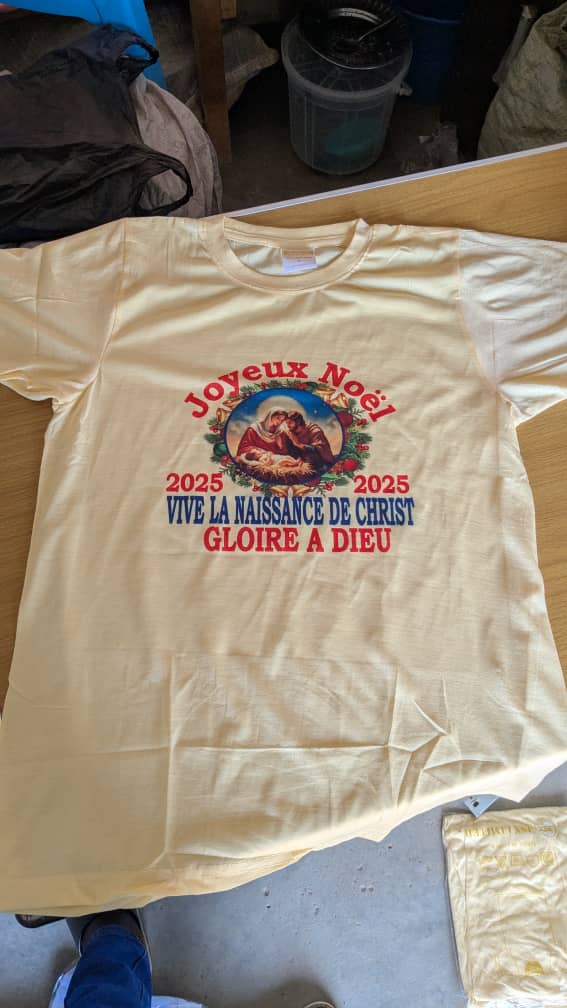 Joyeux Noël
2025 2025
VIVE LA NAISSANCE DE CHRIST
GLOIRE A DIEU